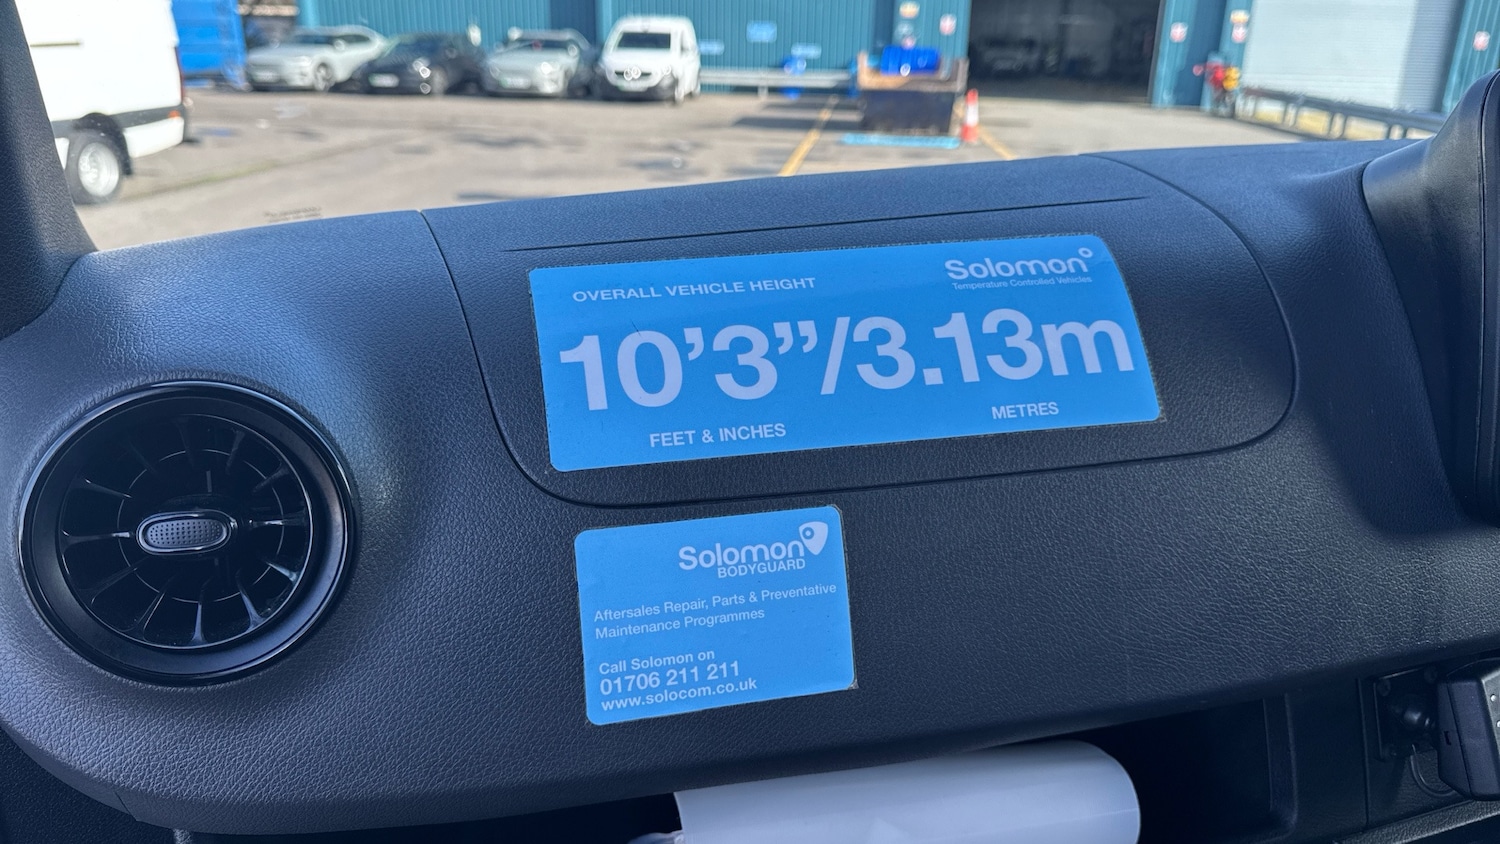 OVERALL VEHICLE HEIGHT
Solomon
Temperature Controlled Vehicles
10’3”/3.13m
FEET & INCHES
METRES
Solomon
BODYGUARD
Aftersales Repair, Parts & Preventative
Maintenance Programmes
Call Solomon on
01706 211 211
www.solocom.co.uk